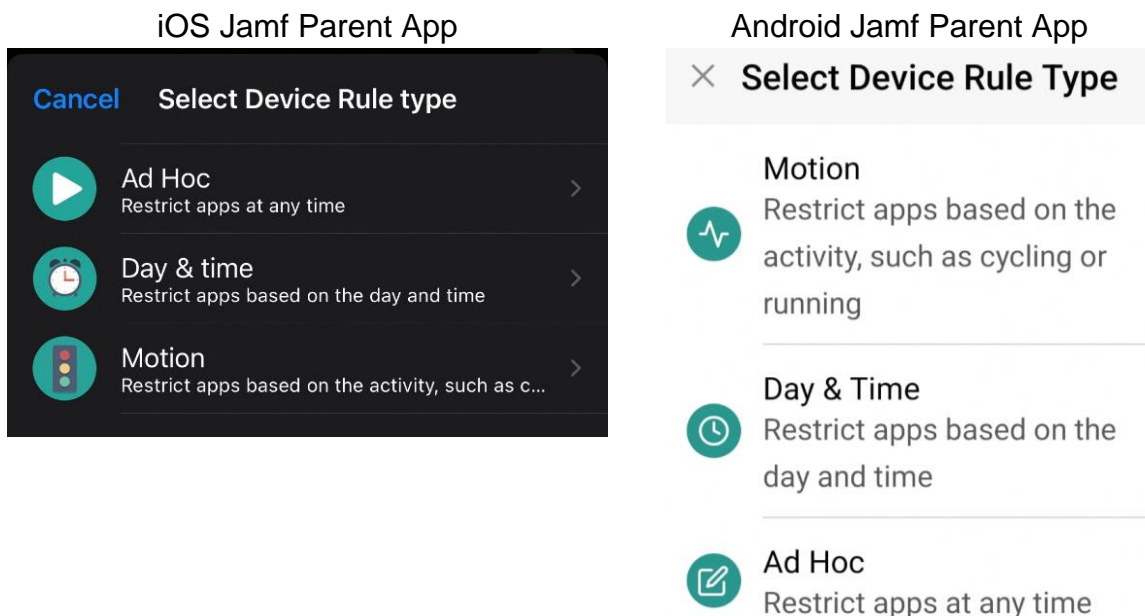 iOS Jamf Parent App
Cancel Select Device Rule type
Ad Hoc
Restrict apps at any time
Day & time
Restrict apps based on the day and time
Motion
Restrict apps based on the activity, such as c...
Android Jamf Parent App
Select Device Rule Type
Motion
Restrict apps based on the
activity, such as cycling or
running
Day & Time
Restrict apps based on the
day and time
Ad Hoc
Restrict apps at any time